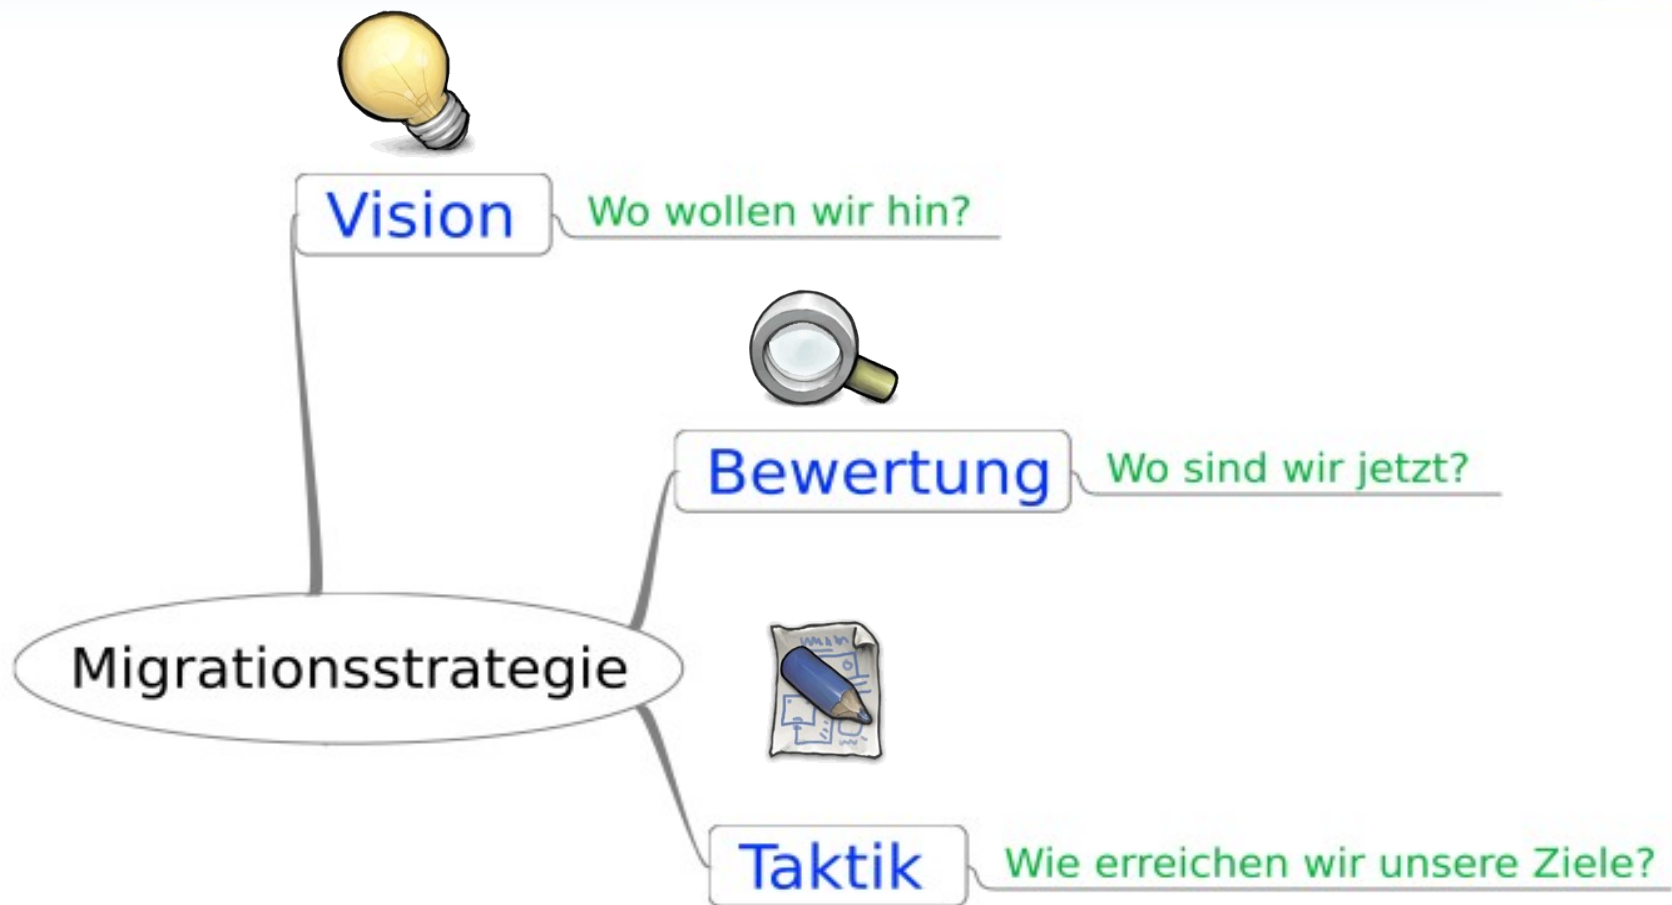 Vision
Wo wollen wir hin?
Bewertung
Wo sind wir jetzt?
Migrationsstrategie
Taktik
Wie erreichen wir unsere Ziele?